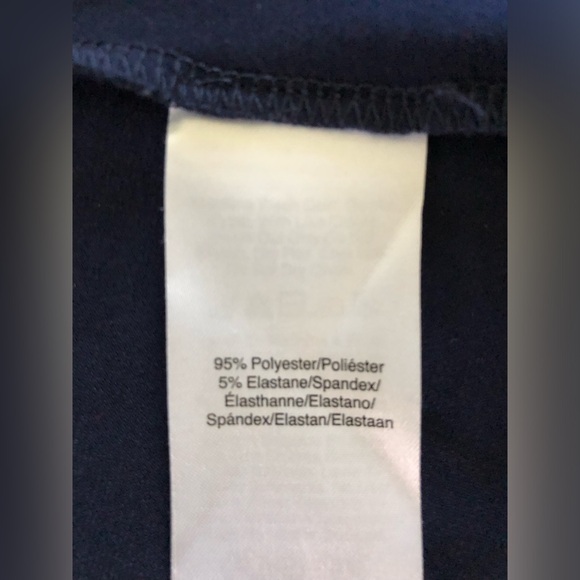 95% Polyester/Poliéster
5% Elastane/Spandex/
Élasthanne/Elastano/
Spándex/Elastan/Elastaan